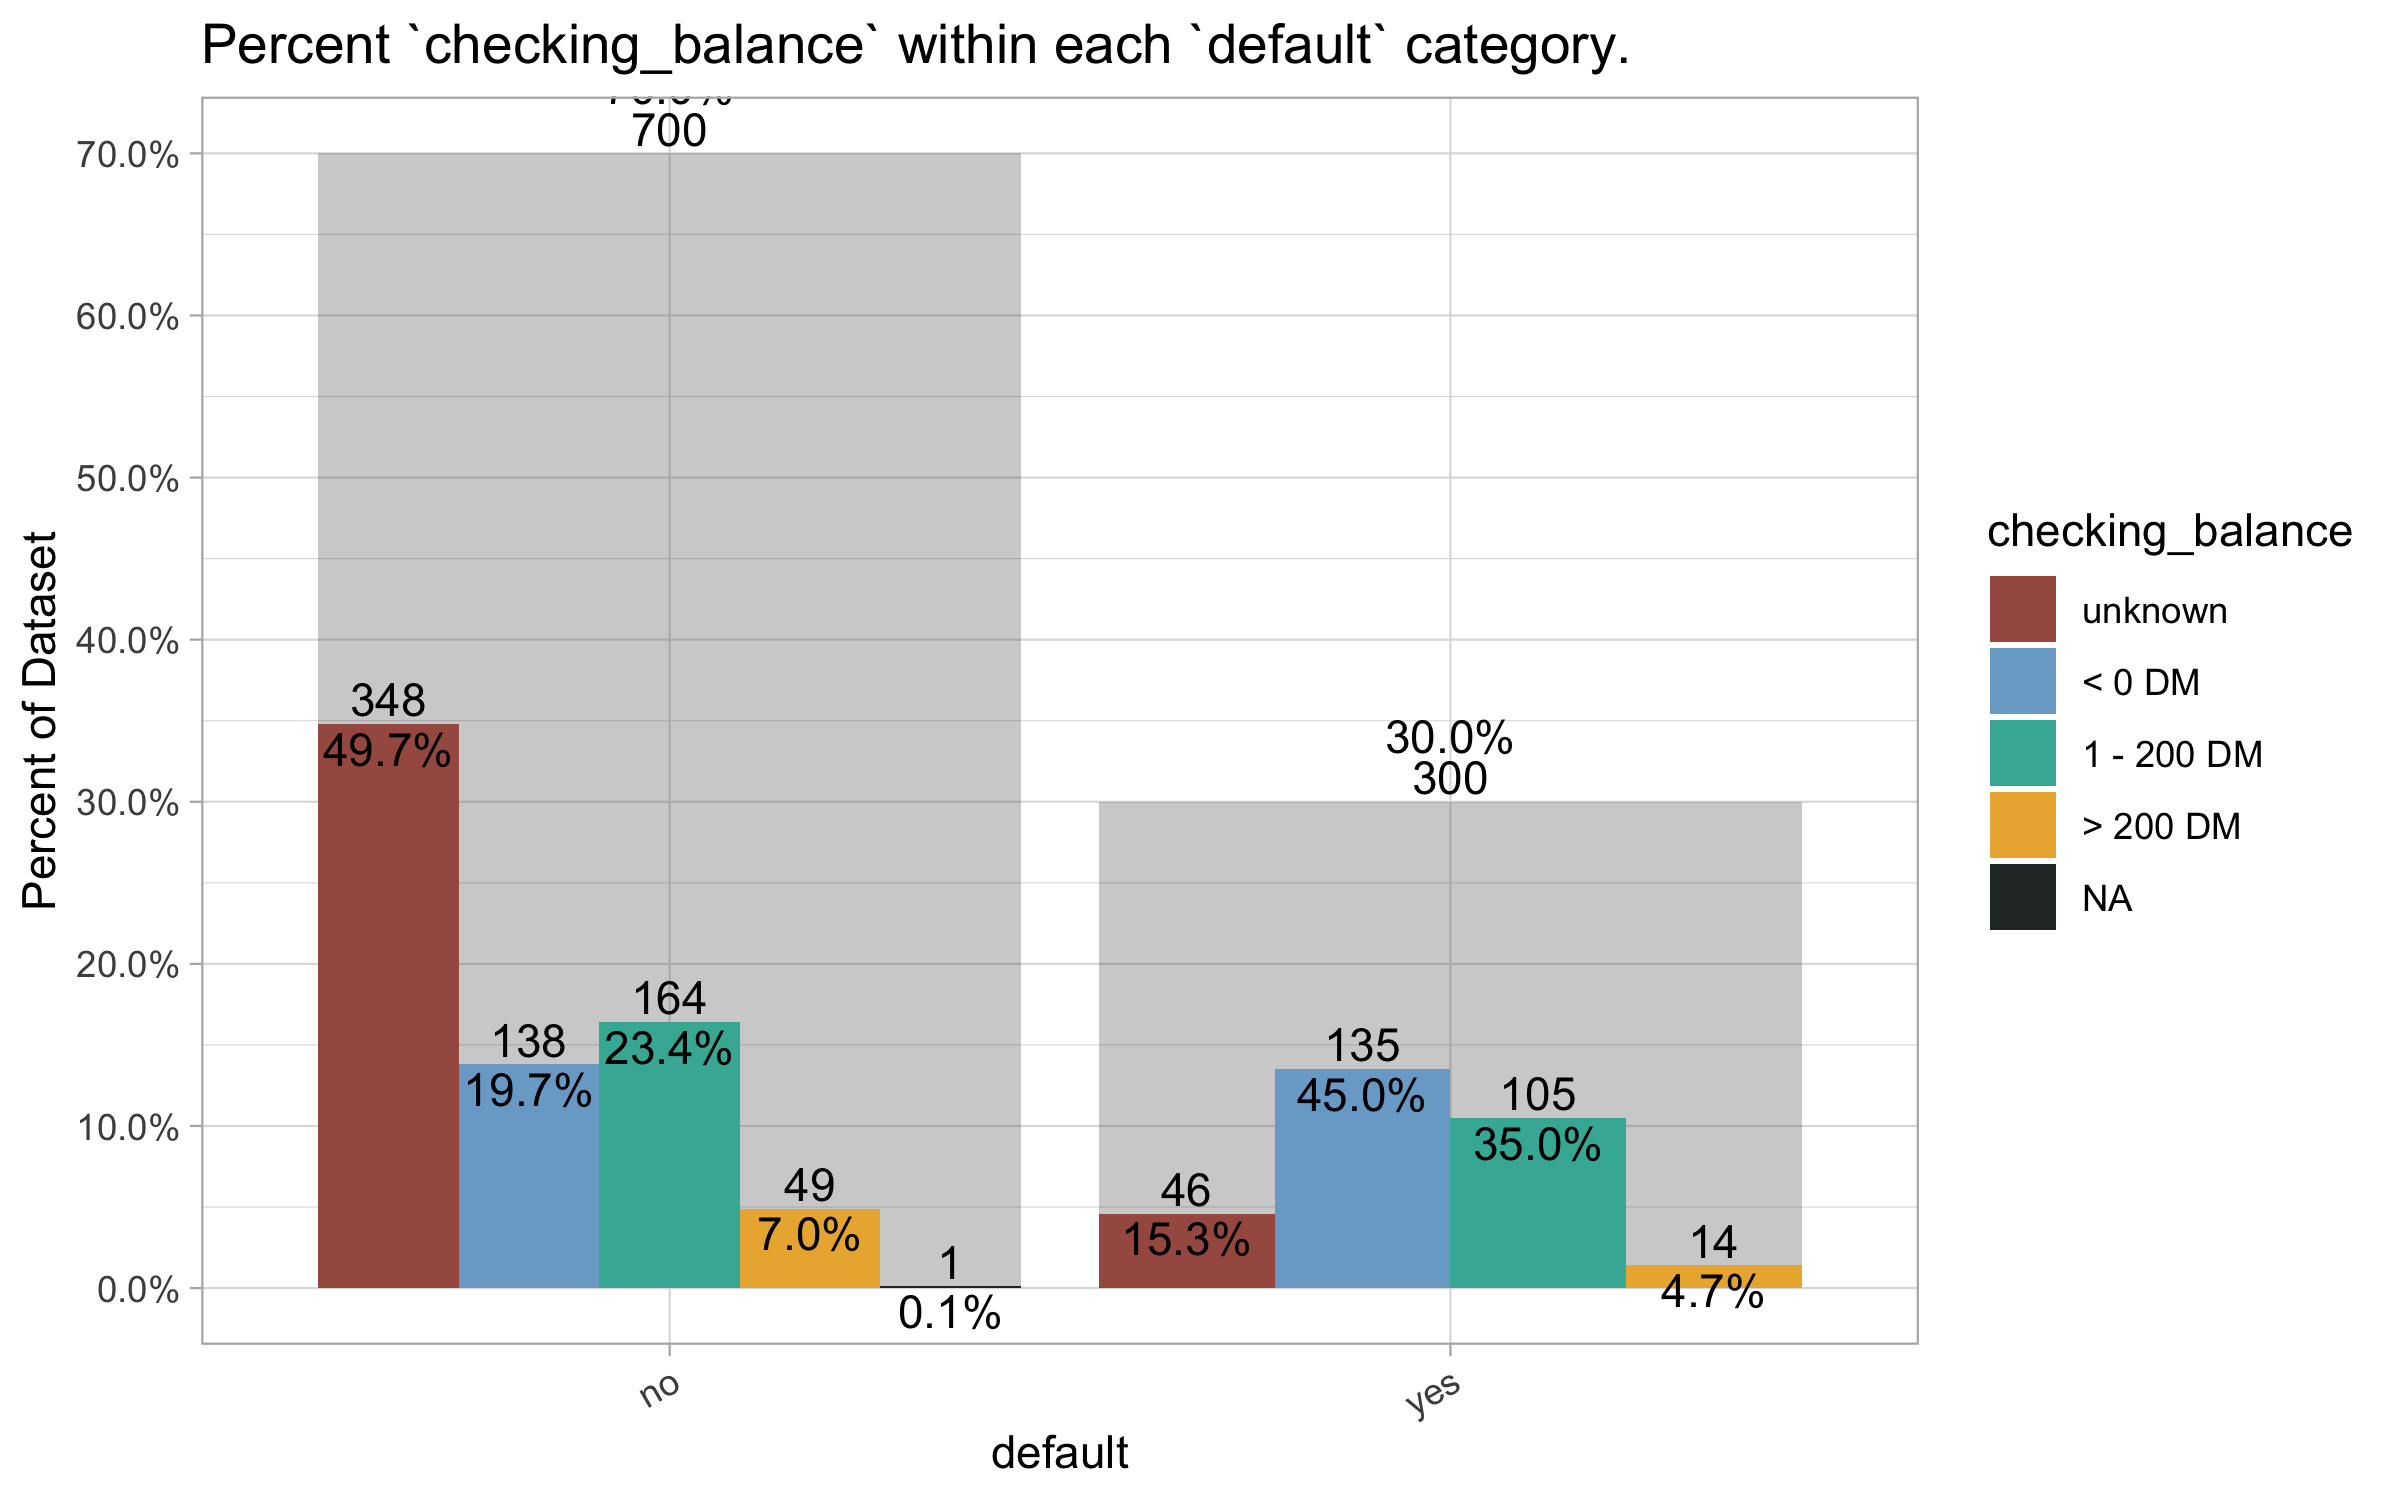 Percent `checking_balance` within each `default` category.
700
70.0%
60.0%
50.0%
40.0%
30.0%
20.0%
10.0%
0.0%
Percent of Dataset
348
49.7%
138
19.7%
164
23.4%
49
7.0%
1
0.1%
30.0%
300
46
15.3%
135
45.0%
105
35.0%
14
4.7%
no
yes
default
checking_balance
unknown
< 0 DM
1 - 200 DM
> 200 DM
NA